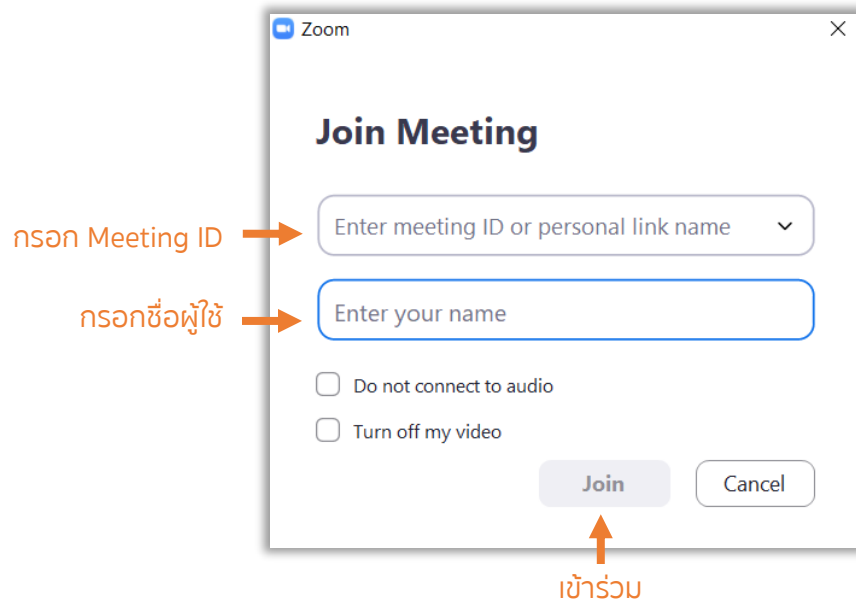 Zoom
Join Meeting
กรอก Meeting ID
Enter meeting ID or personal link name
กรอกชื่อผู้ใช้
Enter your name
Do not connect to audio
Turn off my video
Join
Cancel
เข้าร่วม